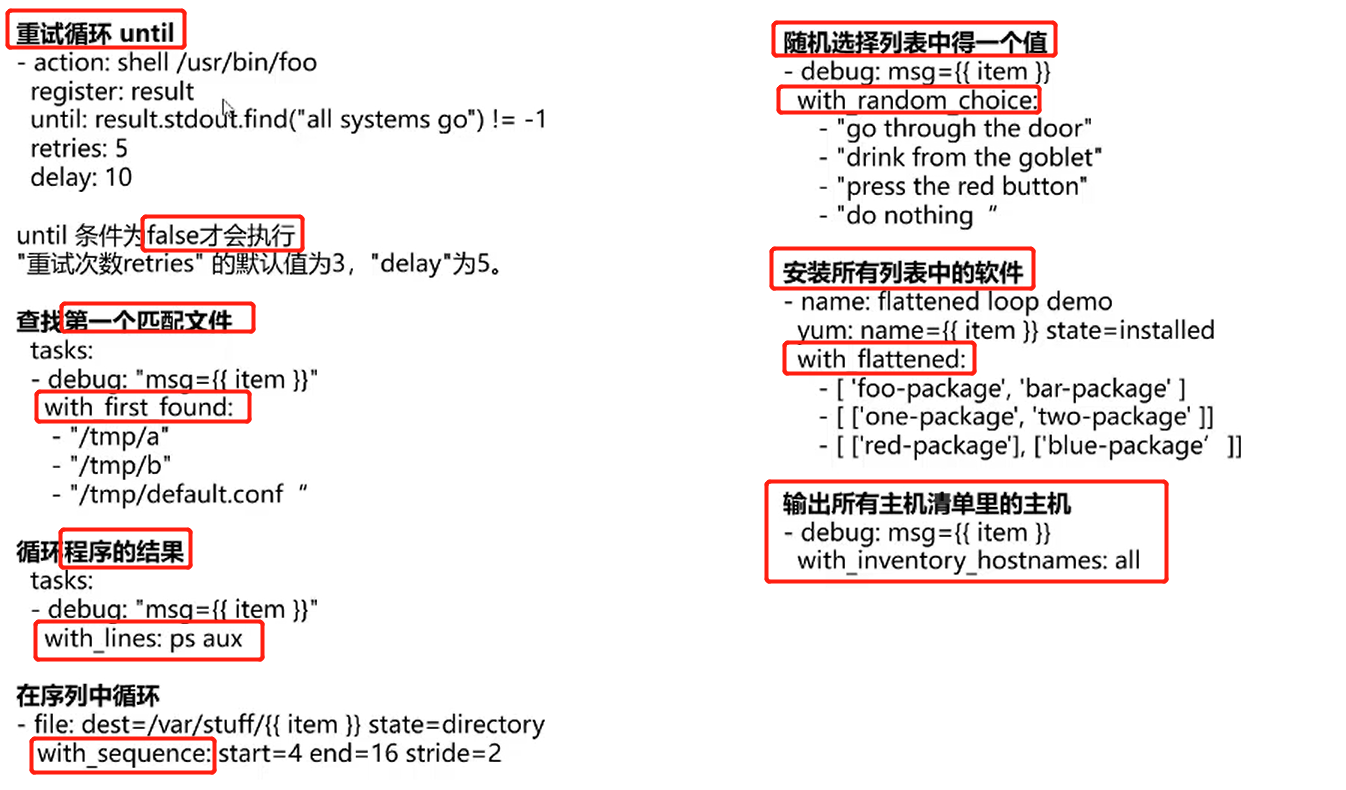 重试循环 until
- action: shell /usr/bin/foo
register: result
until: result.stdout.find("all systems go") != -1
retries: 5
delay: 10
until 条件为false才会执行
"重试次数retries" 的默认值为3，"delay"为5。
查找第一个匹配文件
tasks:
- debug: "msg={{ item }}"
with_first_found:
- "/tmp/a"
- "/tmp/b"
- "/tmp/default.conf “
循环程序的结果
tasks:
- debug: "msg={{ item }}"
with_lines: ps aux
在序列中循环
- file: dest=/var/stuff/{{ item }} state=directory
with_sequence: start=4 end=16 stride=2
随机选择列表中得一个值
- debug: msg={{ item }}
with_random_choice:
- "go through the door"
- "drink from the goblet"
- "press the red button"
- "do nothing “
安装所有列表中的软件
- name: flattened loop demo
yum: name={{ item }} state=installed
with_flattened:
- [ 'foo-package', 'bar-package' ]
- [ ['one-package', 'two-package' ]]
- [ ['red-package'], ['blue-package‘ ]]
输出所有主机清单里的主机
- debug: msg={{ item }}
with_inventory_hostnames: all